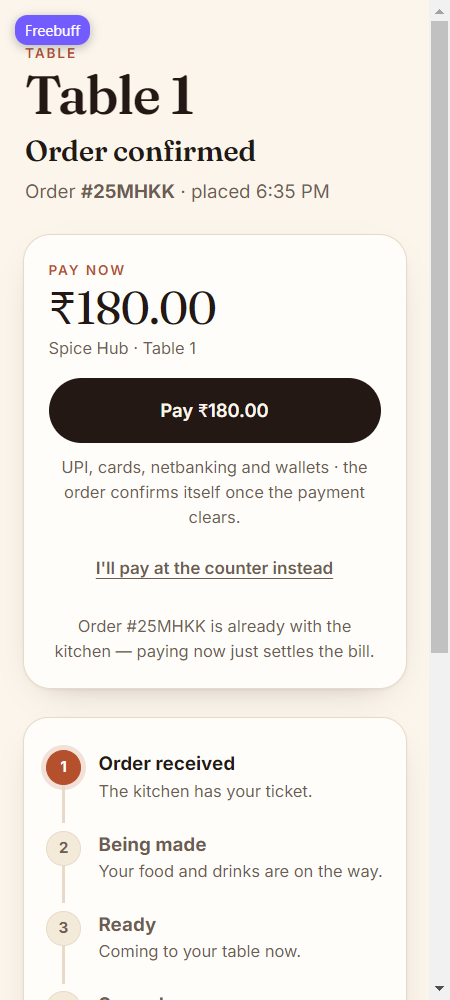 Freebuff
TABLE
Table 1
Order confirmed
Order #25MHKK · placed 6:35 PM
PAY NOW
₹180.00
Spice Hub · Table 1
Pay ₹180.00
UPI, cards, netbanking and wallets · the
order confirms itself once the payment
clears.
I'll pay at the counter instead
Order #25MHKK is already with the
kitchen — paying now just settles the bill.
1
Order received
The kitchen has your ticket.
2
Being made
Your food and drinks are on the way.
3
Ready
Coming to your table now.